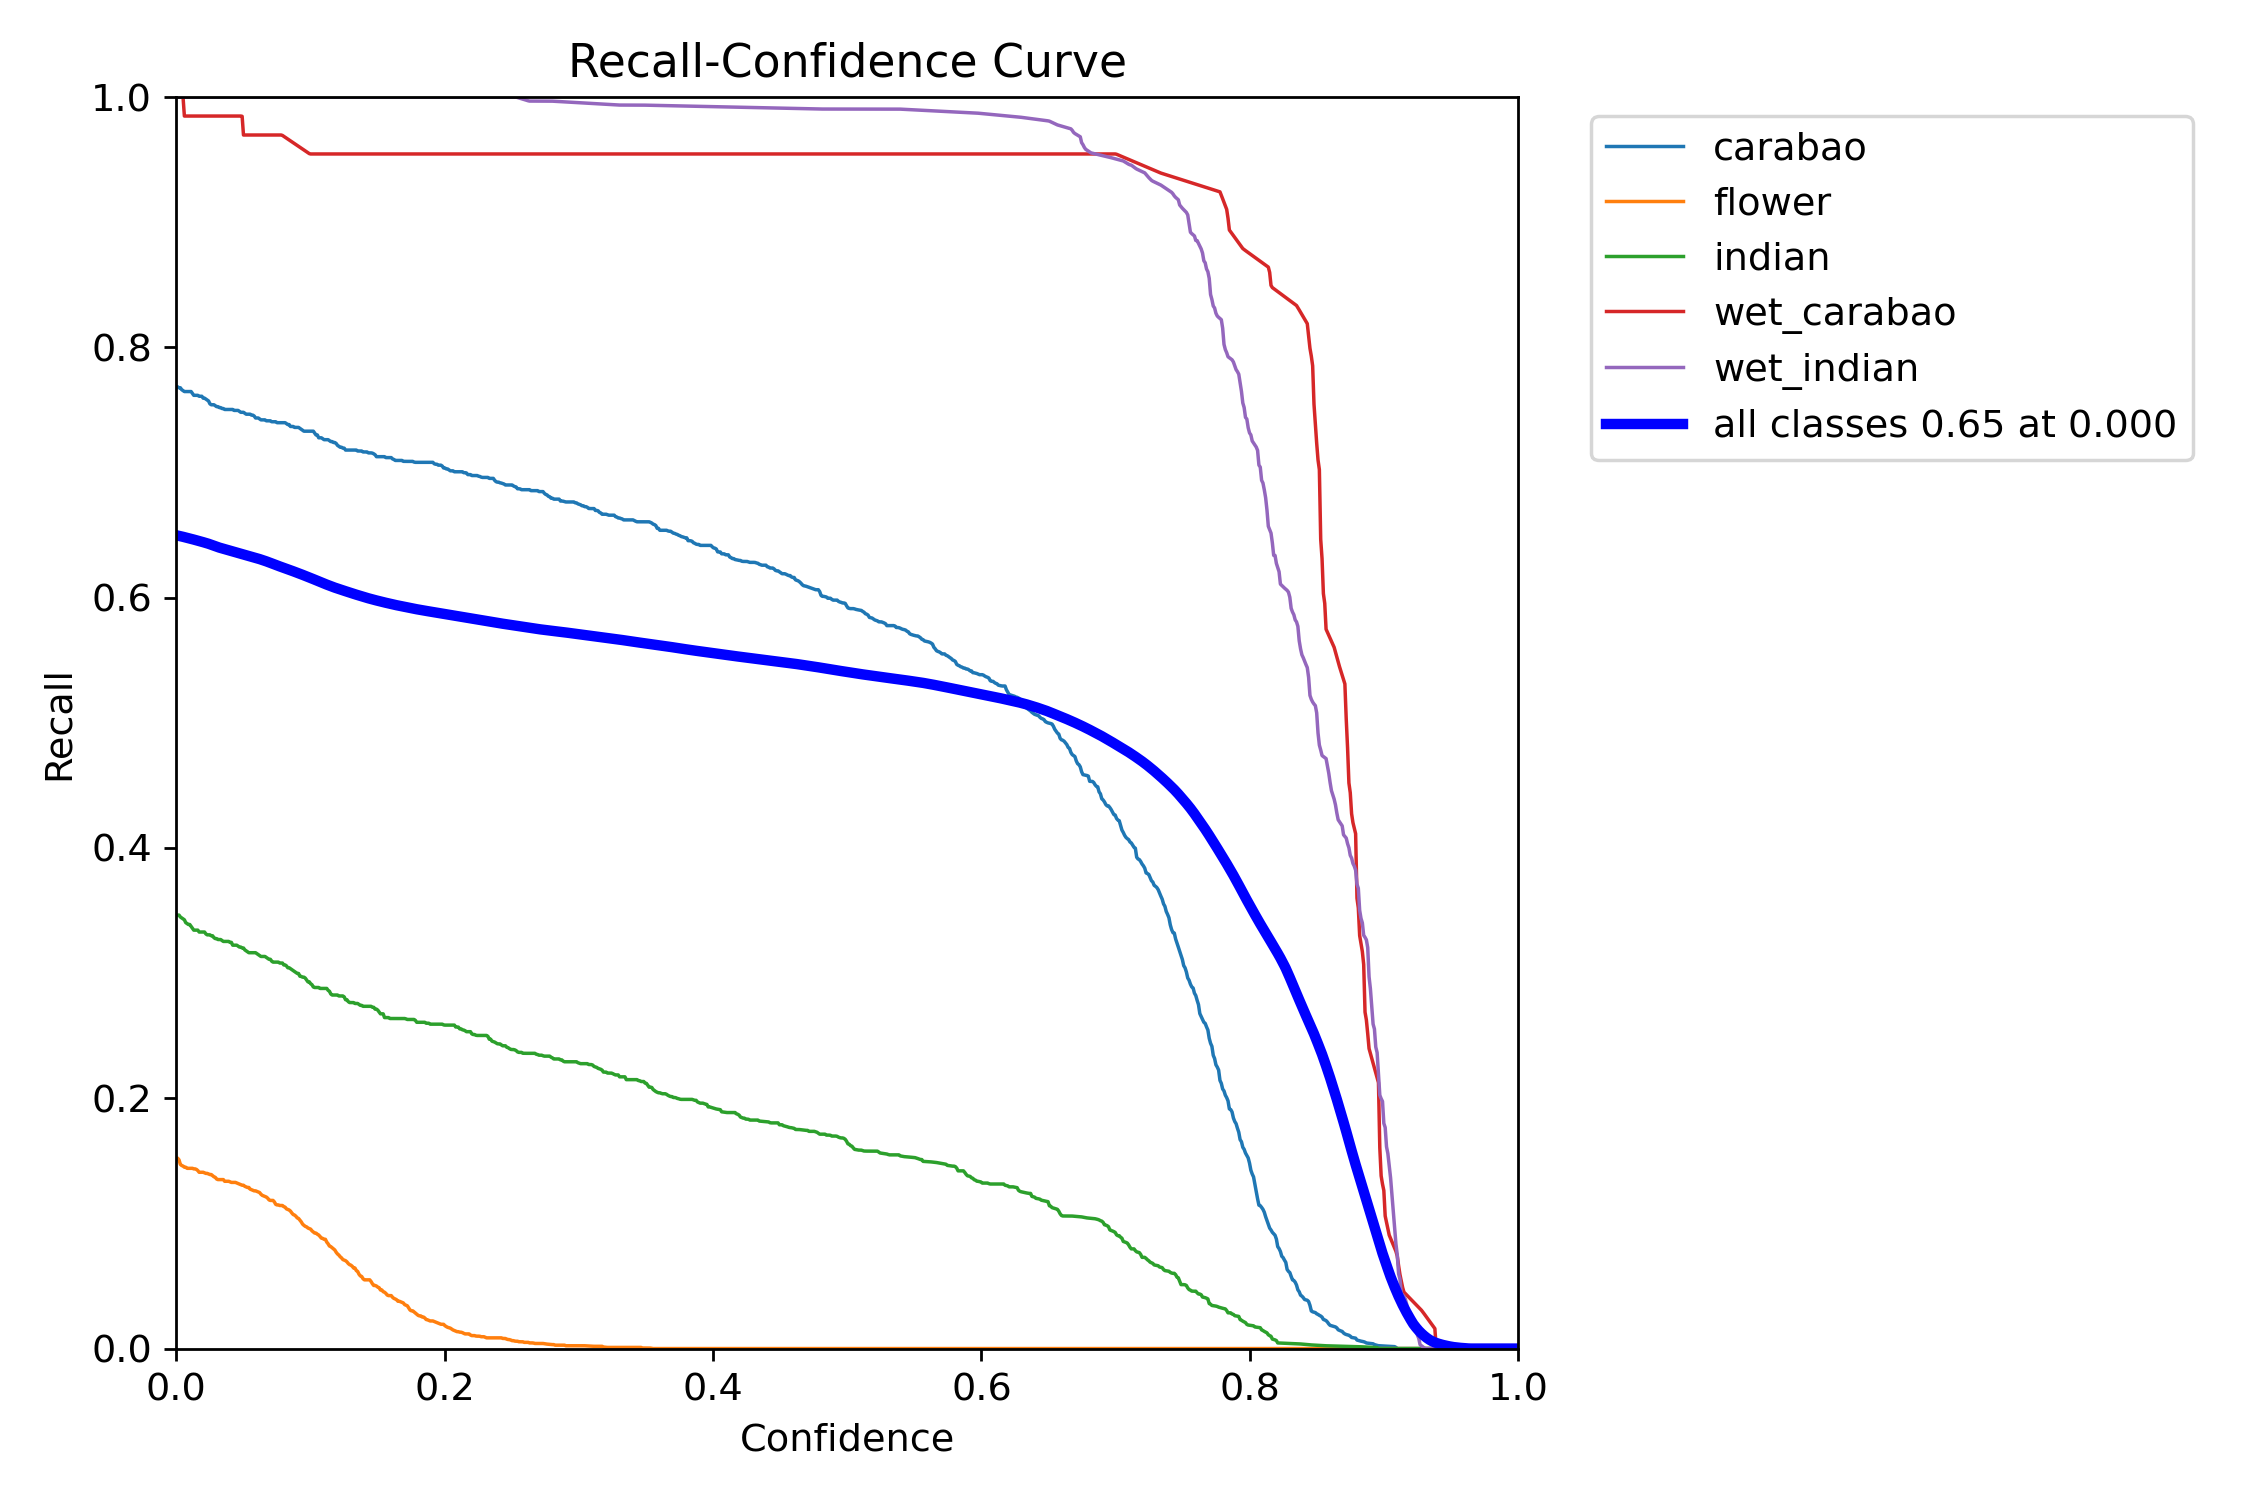 Recall-Confidence Curve
1.0
0.8
0.6
0.4
0.2
0.0
Recall
0.0 0.2 0.4 0.6 0.8 1.0
Confidence
carabao
flower
indian
wet_carabao
wet_indian
all classes 0.65 at 0.000